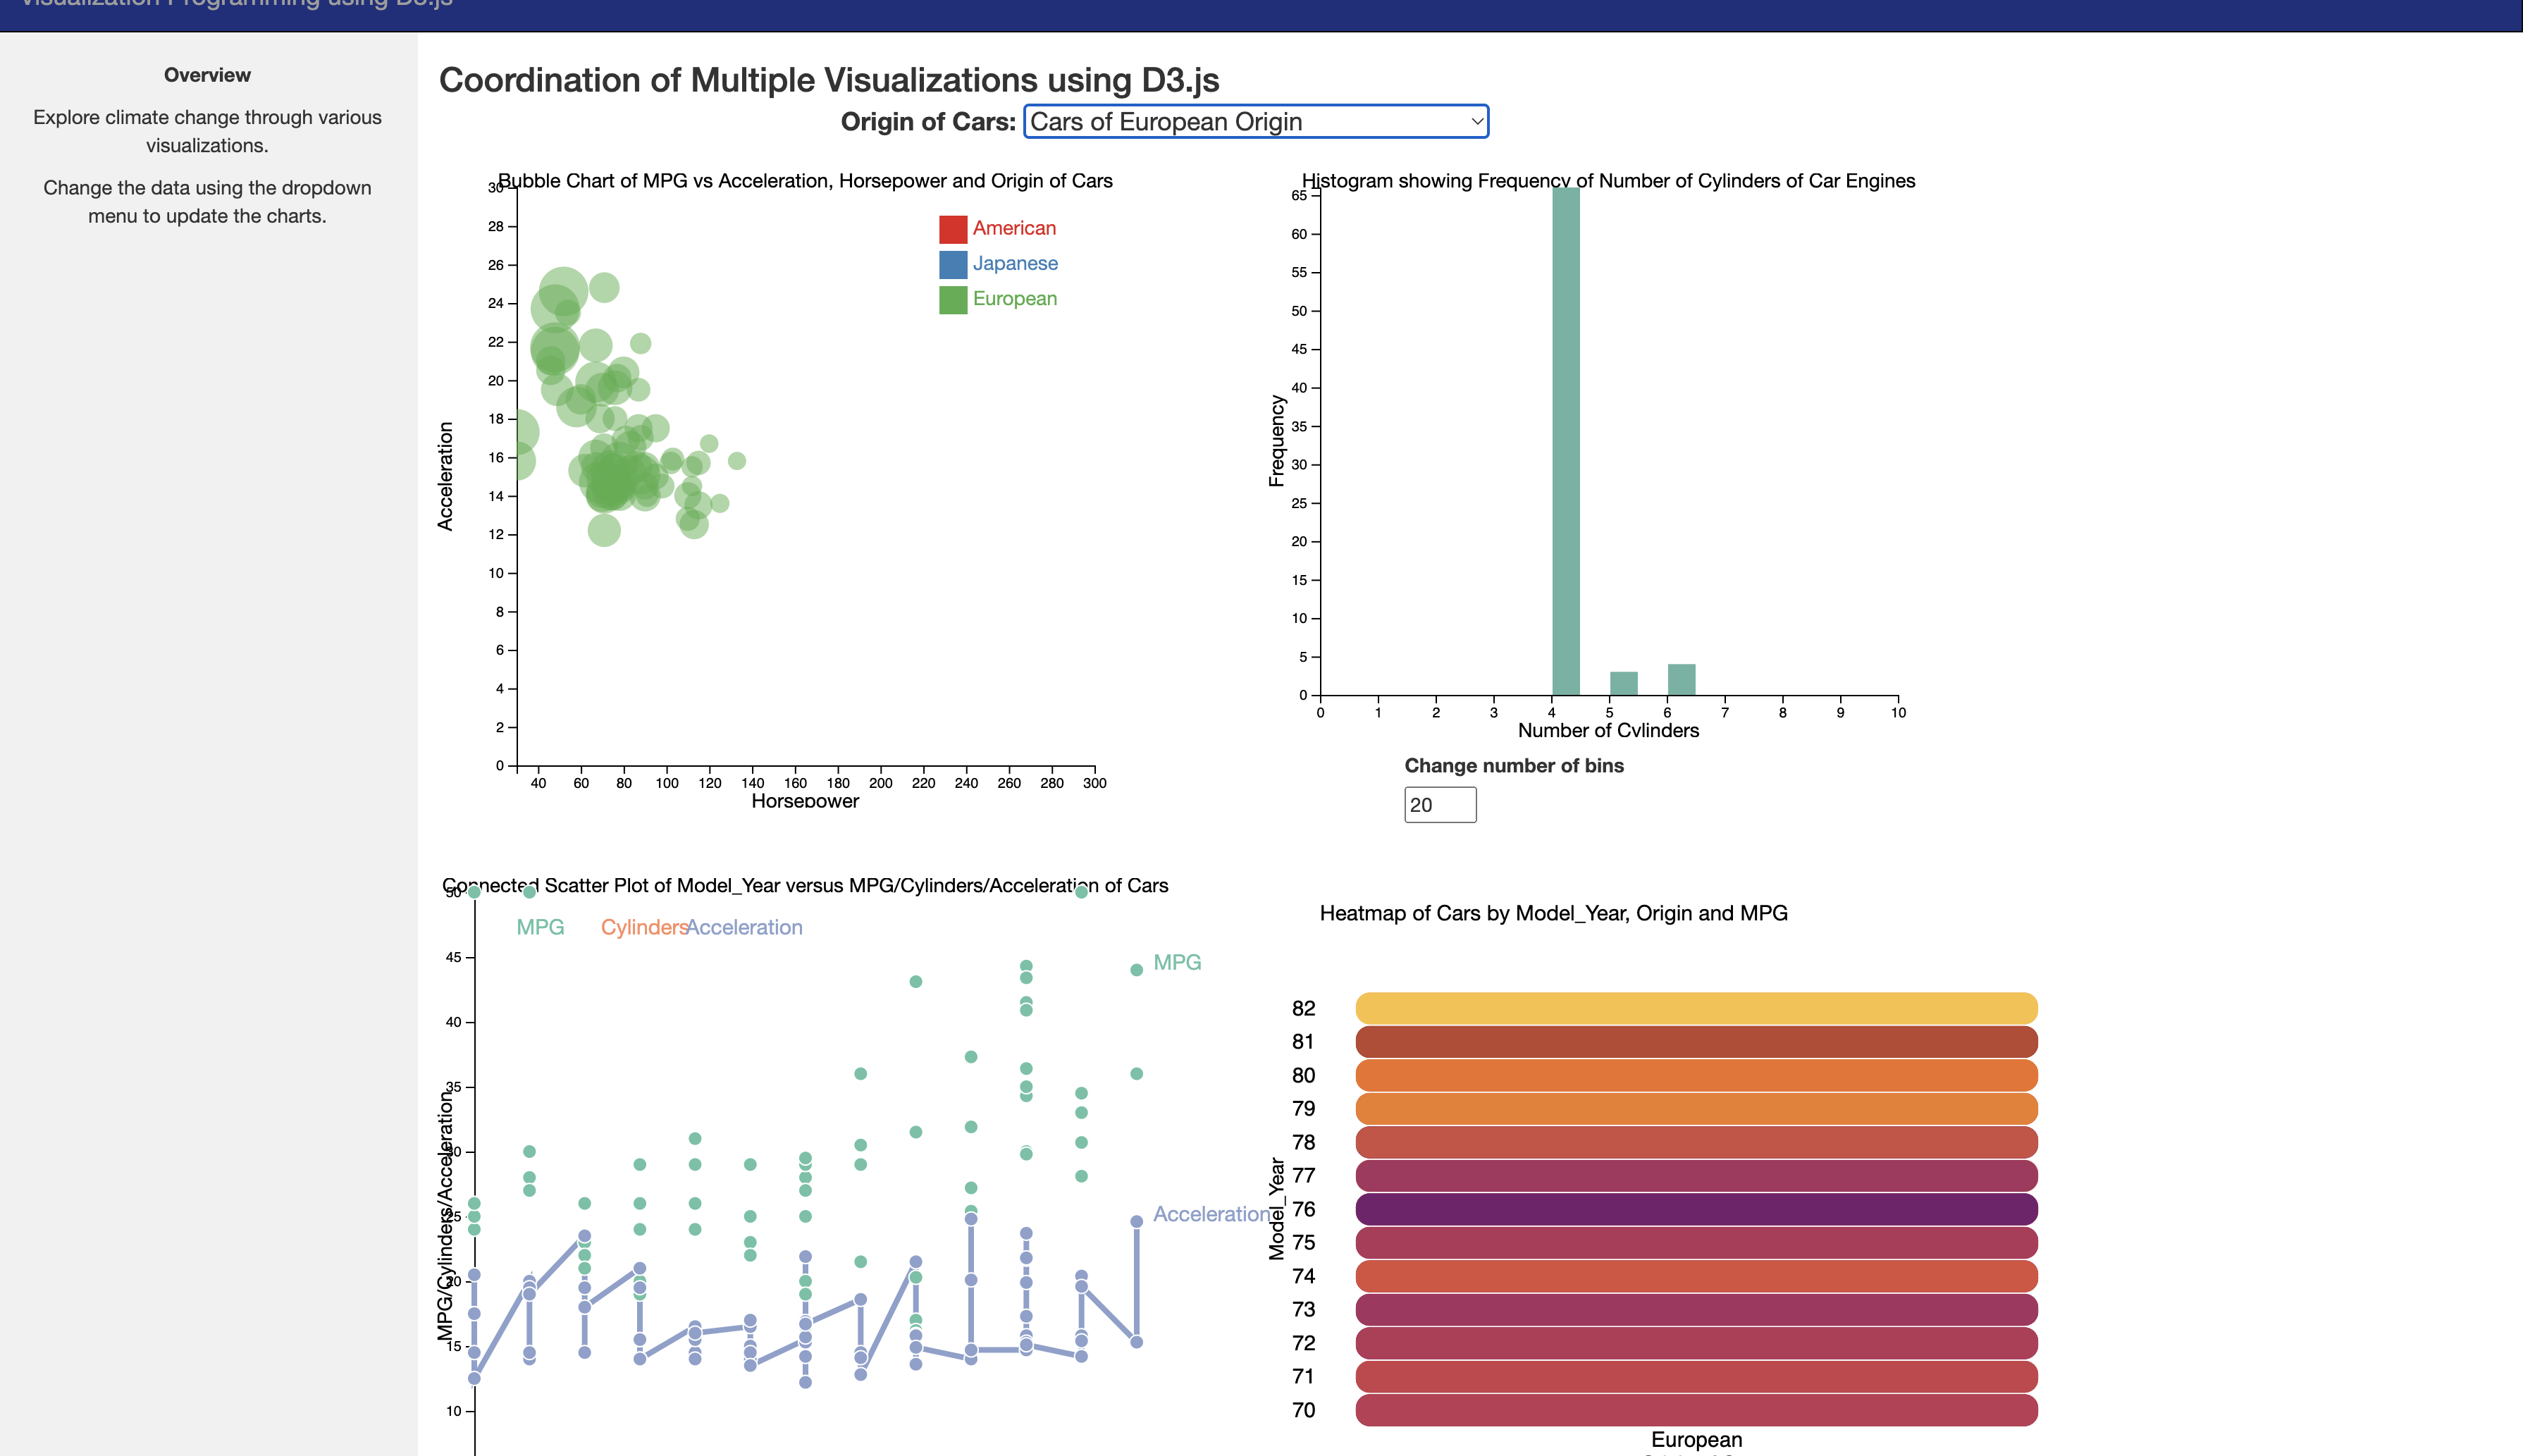 Visualization Programming using D3.js
Overview
Explore climate change through various
visualizations.
Change the data using the dropdown
menu to update the charts.
Coordination of Multiple Visualizations using D3.js
Origin of Cars: Cars of European Origin
Bubble Chart of MPG vs Acceleration, Horsepower and Origin of Cars
30
28
26
24
22
20
18
16
14
12
10
8
6
4
2
0
Acceleration
American
Japanese
European
40 60 80 100 120 140 160 180 200 220 240 260 280 300
Horsepower
Histogram showing Frequency of Number of Cylinders of Car Engines
65
60
55
50
45
40
35
30
25
20
15
10
5
0
Frequency
0 1 2 3 4 5 6 7 8 9 10
Number of Cylinders
Change number of bins
20
Connected Scatter Plot of Model_Year versus MPG/Cylinders/Acceleration of Cars
MPG Cylinders Acceleration
50
45
40
35
30
25
20
15
10
MPG/Cylinders/Acceleration
MPG
Acceleration
Heatmap of Cars by Model_Year, Origin and MPG
82
81
80
79
78
77
76
75
74
73
72
71
70
Model_Year
European